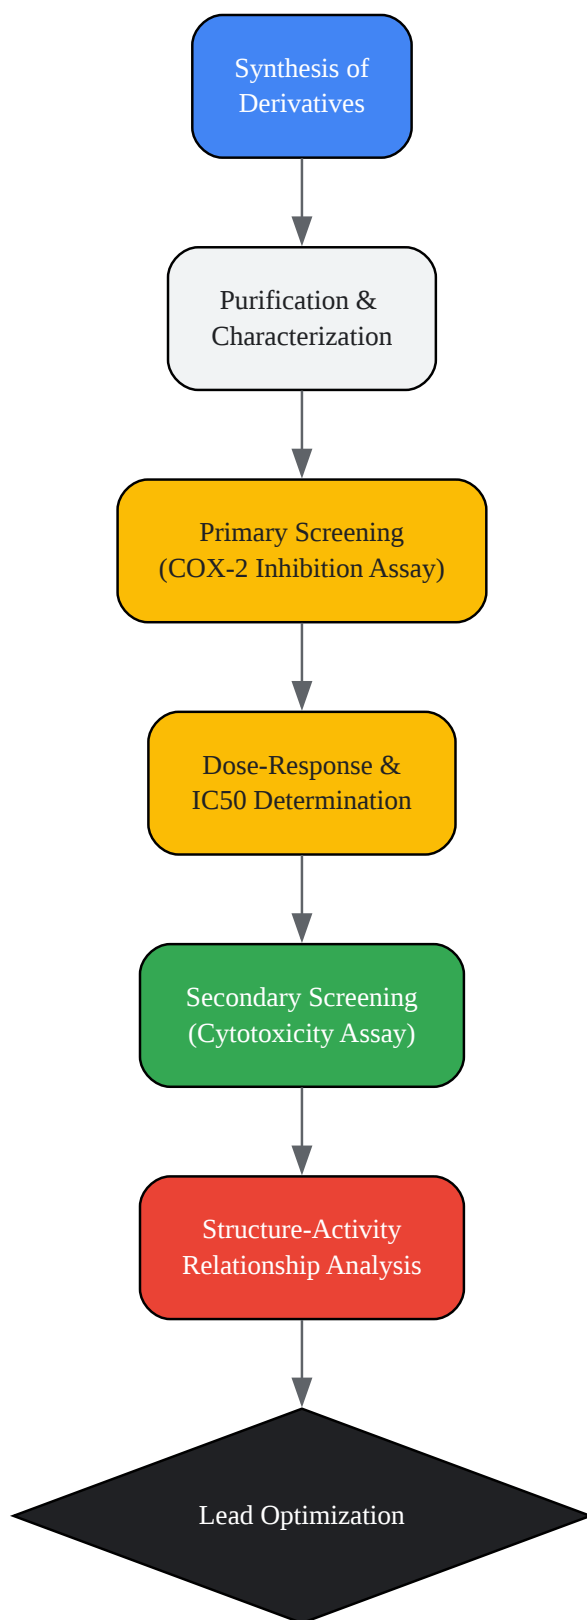 Synthesis of
Derivatives
Purification &
Characterization
Primary Screening
(COX-2 Inhibition Assay)
Dose-Response &
IC50 Determination
Secondary Screening
(Cytotoxicity Assay)
Structure-Activity
Relationship Analysis
Lead Optimization